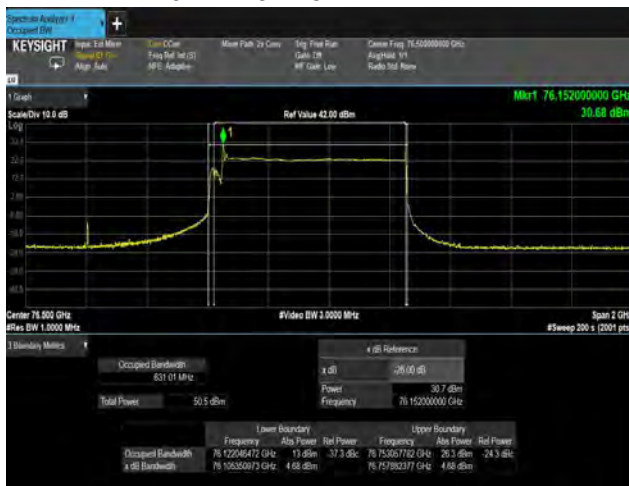 Spectrum Analyzer 1
Occupied BW
+
KEYSIGHT Input: Ext Mixer
Align: Auto
Corr CCorr
Freq Ref: Int (S)
NFE: Adaptive
Mixer Path: 2x Conv
Trig: Free Run
Gate: Off
#IF Gain: Low
Center Freq: 76.500000000 GHz
Avg|Hold: 1/1
Radio Std: None
1 Graph
Scale/Div 10.0 dB
Ref Value 42.00 dBm
Mkr1 76.152000000 GHz
30.68 dBm
Log
1
Center 76.500 GHz
#Res BW 1.0000 MHz
#Video BW 3.0000 MHz
Span 2 GHz
#Sweep 200 s (2001 pts)
Occupied Bandwidth
631.01 MHz
Total Power 50.5 dBm
x dB Reference
x dB -26.00 dB
Power 30.7 dBm
Frequency 76.152000000 GHz
Lower Boundary Upper Boundary
Frequency Abs Power Rel Power Frequency Abs Power Rel Power
Occupied Bandwidth 76.122046472 GHz 13 dBm -37.3 dBc 76.753057782 GHz 26.3 dBm -24.3 dBc
x dB Bandwidth 76.106350973 GHz 4.68 dBm 76.757882377 GHz 4.68 dBm